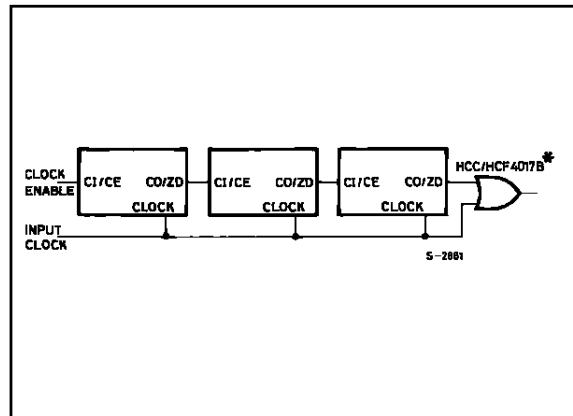 HCC/HCF4017B*
CLOCK
ENABLE
CI/CE CO/ZD
CLOCK
CI/CE CO/ZD
CLOCK
CI/CE CO/ZD
CLOCK
INPUT
CLOCK
S-2861